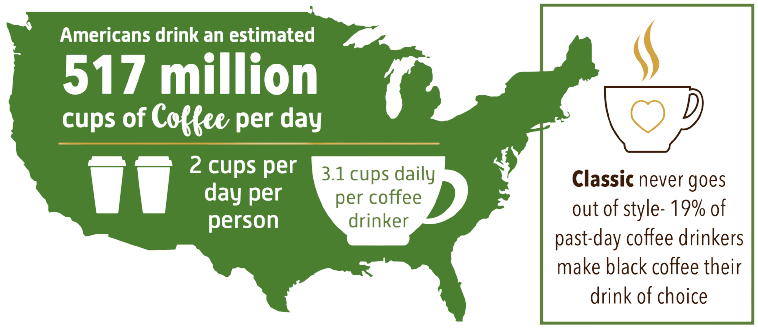 Americans drink an estimated
517 million
cups of Coffee per day
2 cups per
day per
person
3.1 cups daily
per coffee
drinker
Classic never goes
out of style- 19% of
past-day coffee drinkers
make black coffee their
drink of choice